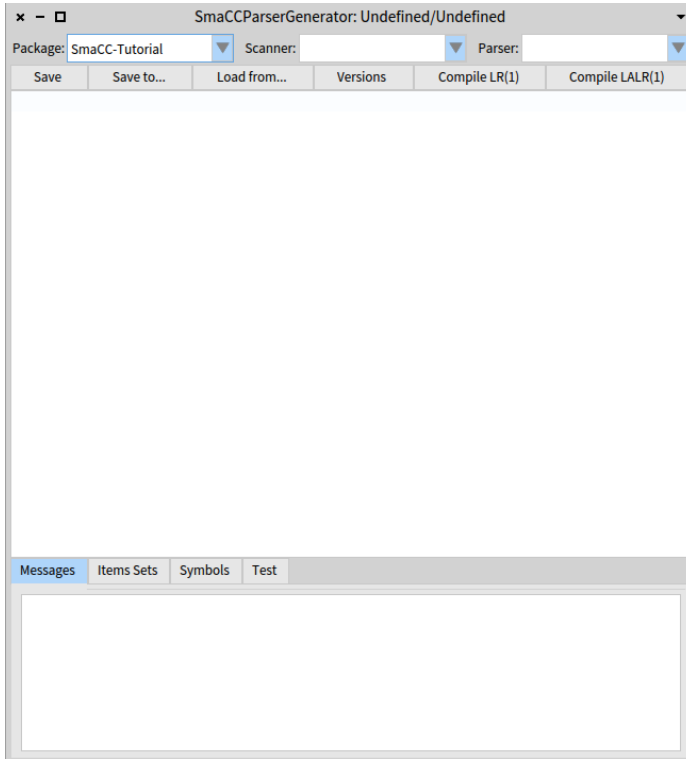 SmaCCParserGenerator: Undefined/Undefined
Package: SmaCC-Tutorial Scanner: Parser:
Save Save to... Load from... Versions Compile LR(1) Compile LALR(1)
Messages Items Sets Symbols Test